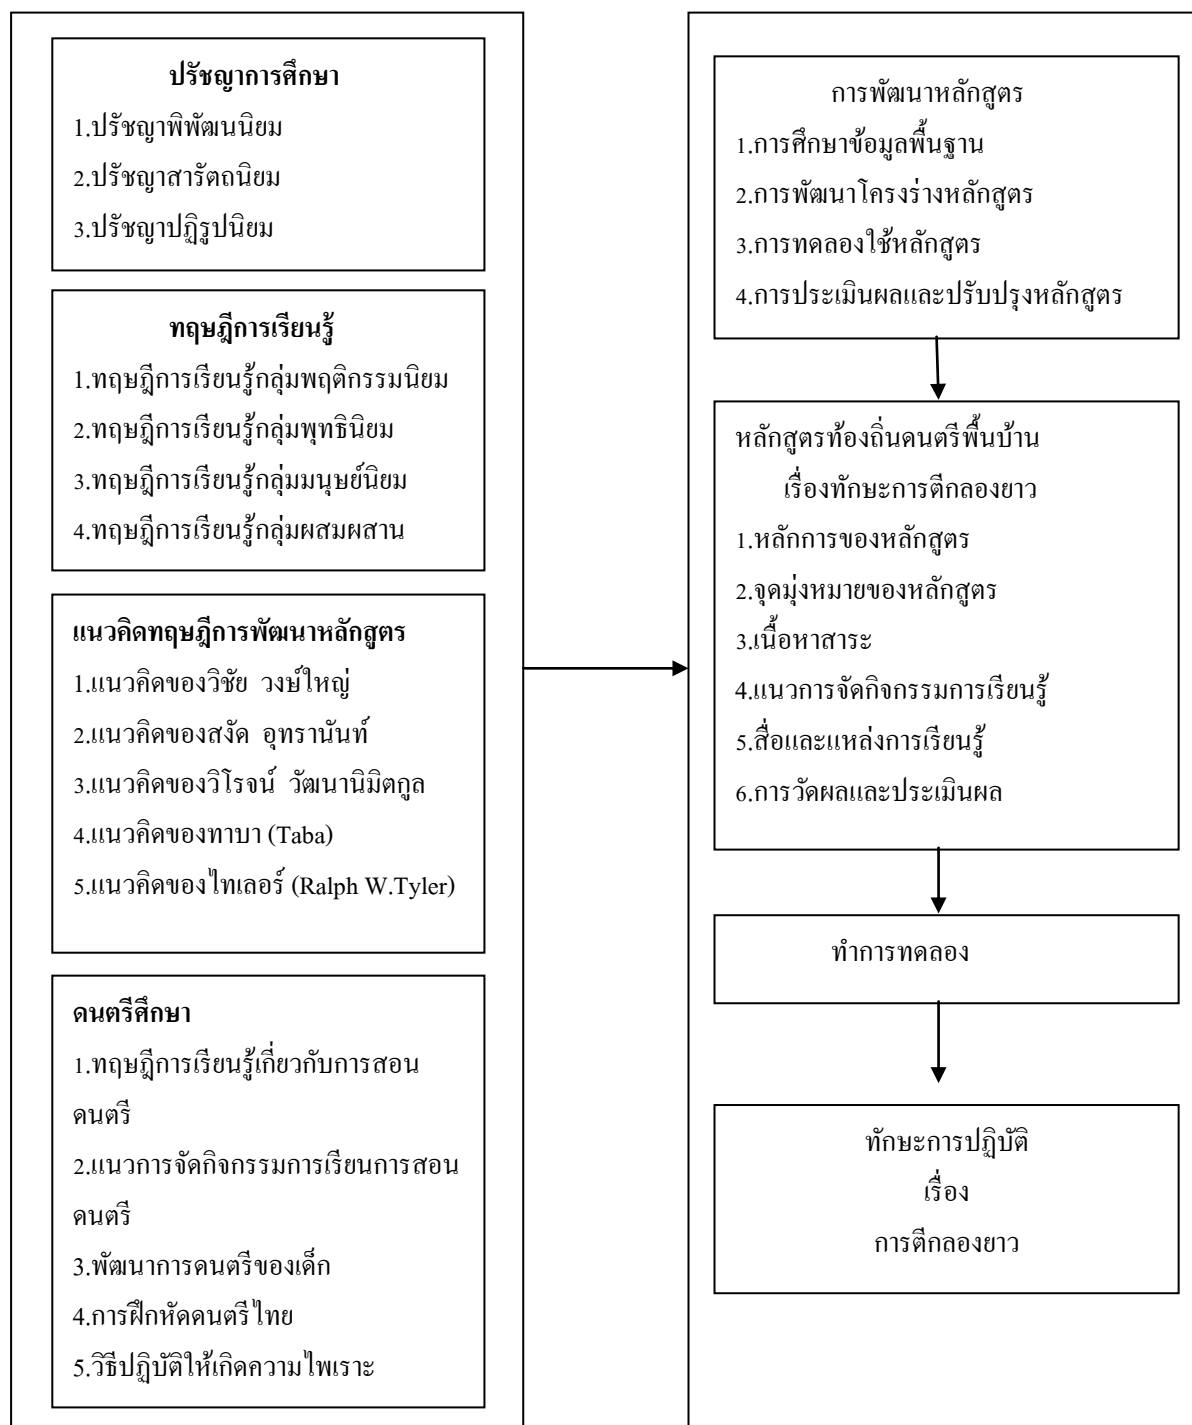 ปรัชญาการศึกษา
1.ปรัชญาพิพัฒนนิยม
2.ปรัชญาสารัตถนิยม
3.ปรัชญาปฏิรูปนิยม
ทฤษฎีการเรียนรู้
1.ทฤษฎีการเรียนรู้กลุ่มพฤติกรรมนิยม
2.ทฤษฎีการเรียนรู้กลุ่มพุทธินิยม
3.ทฤษฎีการเรียนรู้กลุ่มมนุษย์นิยม
4.ทฤษฎีการเรียนรู้กลุ่มผสมผสาน
แนวคิดทฤษฎีการพัฒนาหลักสูตร
1.แนวคิดของวิชัย วงษ์ใหญ่
2.แนวคิดของสงัด อุทรานันท์
3.แนวคิดของวิโรจน์ วัฒนานิมิตกูล
4.แนวคิดของทาบา (Taba)
5.แนวคิดของไทเลอร์ (Ralph W.Tyler)
ดนตรีศึกษา
1.ทฤษฎีการเรียนรู้เกี่ยวกับการสอน
ดนตรี
2.แนวการจัดกิจกรรมการเรียนการสอน
ดนตรี
3.พัฒนาการดนตรีของเด็ก
4.การฝึกหัดดนตรีไทย
5.วิธีปฏิบัติให้เกิดความไพเราะ
การพัฒนาหลักสูตร
1.การศึกษาข้อมูลพื้นฐาน
2.การพัฒนาโครงร่างหลักสูตร
3.การทดลองใช้หลักสูตร
4.การประเมินผลและปรับปรุงหลักสูตร
หลักสูตรท้องถิ่นดนตรีพื้นบ้าน
เรื่องทักษะการตีกลองยาว
1.หลักการของหลักสูตร
2.จุดมุ่งหมายของหลักสูตร
3.เนื้อหาสาระ
4.แนวการจัดกิจกรรมการเรียนรู้
5.สื่อและแหล่งการเรียนรู้
6.การวัดผลและประเมินผล
ทำการทดลอง
ทักษะการปฏิบัติ
เรื่อง
การตีกลองยาว